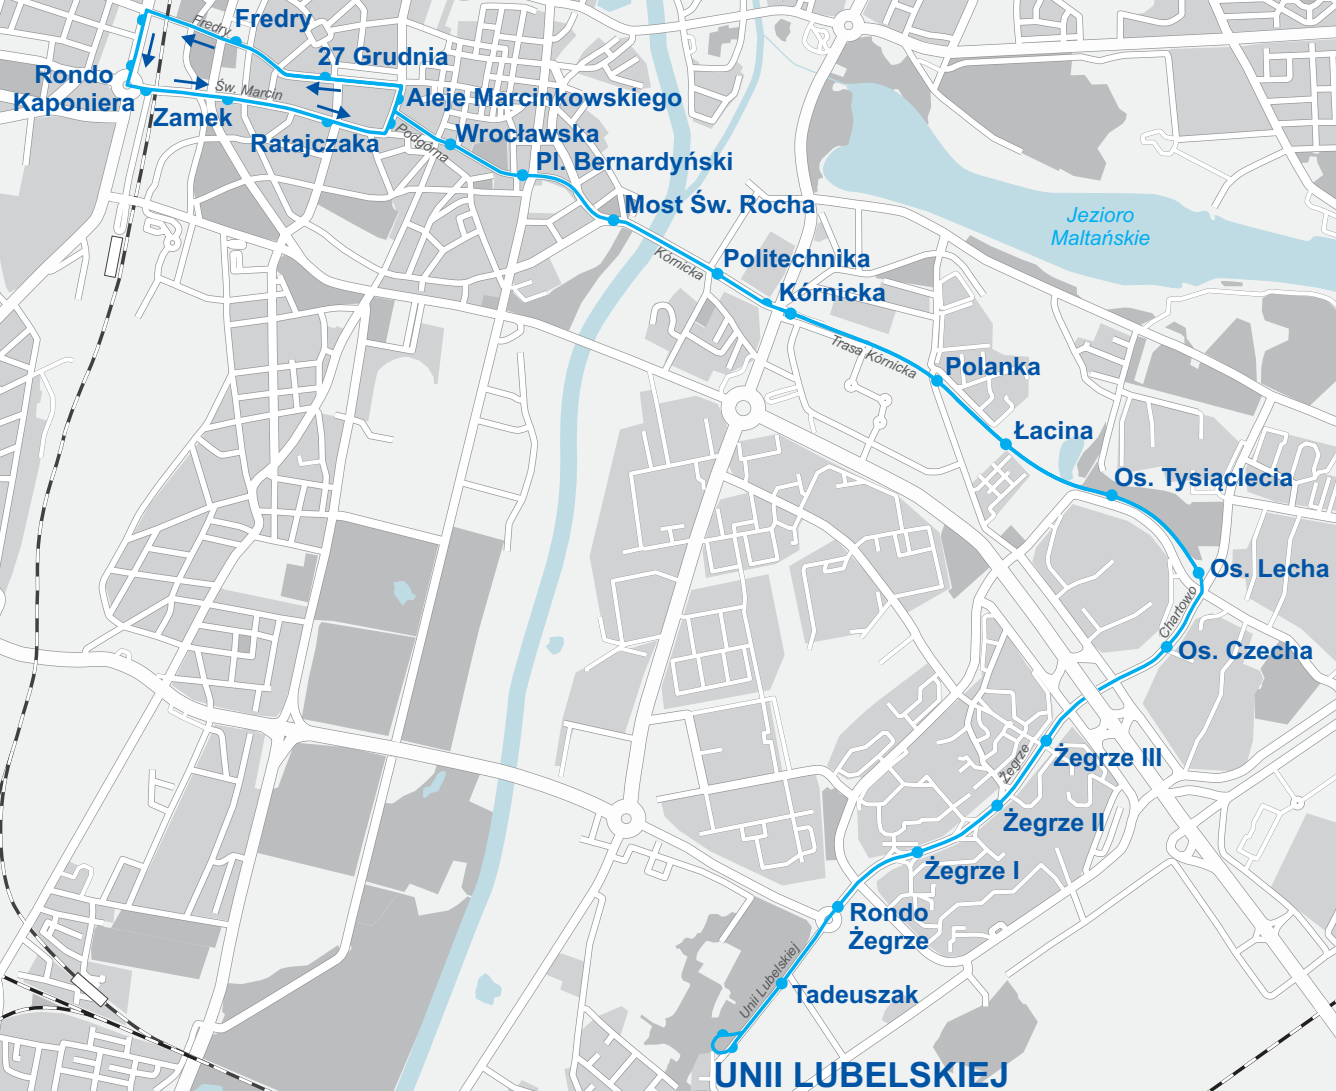 Fredry
Fredry
27 Grudnia
Rondo
Kaponiera
Św. Marcin
Zamek
Aleje Marcinkowskiego
Ratajczaka
Podgórna
Wrocławska
Pl. Bernardyński
Most Św. Rocha
Jezioro
Maltańskie
Kórnicka
Politechnika
Kórnicka
Trasa Kórnicka
Polanka
Łacina
Os. Tysiąclecia
Os. Lecha
Chartowo
Os. Czecha
Żegrze III
Żegrze
Żegrze II
Żegrze I
Rondo
Żegrze
Unii Lubelskiej
Tadeuszak
UNII LUBELSKIEJ